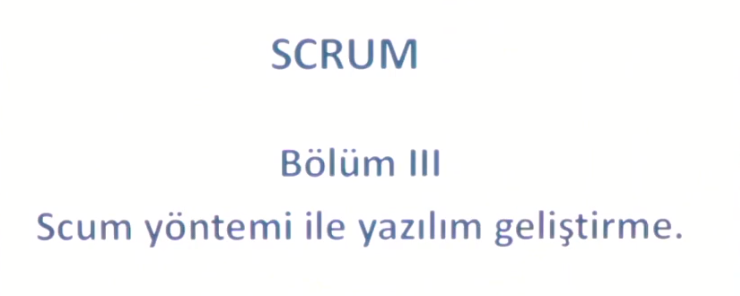 SCRUM
Bölüm III
Scum yöntemi ile yazılım geliştirme.